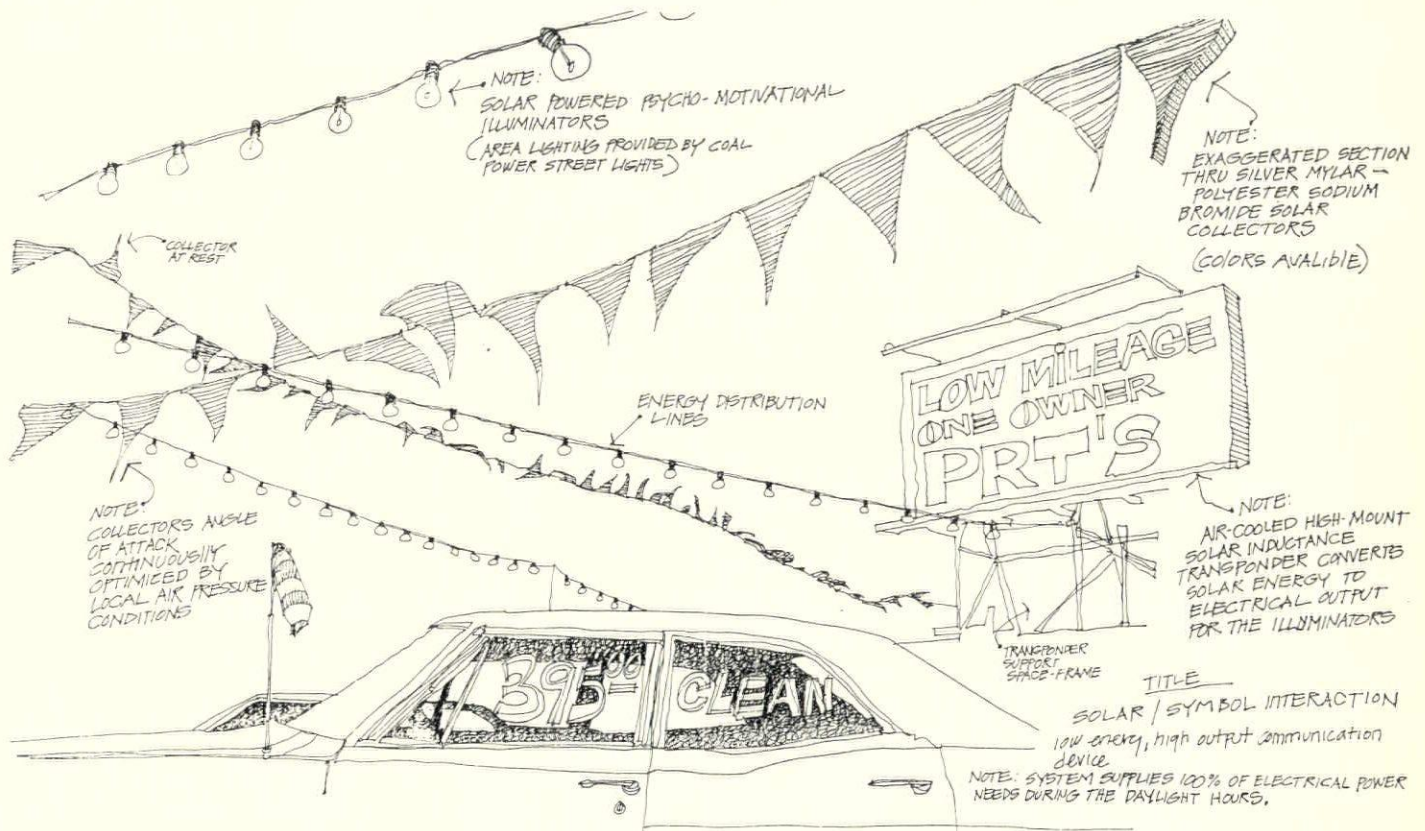 NOTE:
SOLAR POWERED PSYCHO-MOTIVATIONAL
ILLUMINATORS
(AREA LIGHTING PROVIDED BY COAL
POWER STREET LIGHTS)
NOTE:
EXAGGERATED SECTION
THRU SILVER MYLAR -
POLYESTER SODIUM
BROMIDE SOLAR
COLLECTORS
(COLORS AVALIBLE)
COLLECTOR
AT REST
ENERGY DISTRIBUTION
LINES
LOW MILEAGE
ONE OWNER
PRT'S
NOTE:
COLLECTORS ANGLE
OF ATTACK
CONTINUOUSLY
OPTIMIZED BY
LOCAL AIR PRESSURE
CONDITIONS
NOTE:
AIR-COOLED HIGH-MOUNT
SOLAR INDUCTANCE
TRANSPONDER CONVERTS
SOLAR ENERGY TO
ELECTRICAL OUTPUT
FOR THE ILLUMINATORS
TRANSPONDER
SUPPORT
SPACE-FRAME
395.00 CLEAN
TITLE
SOLAR / SYMBOL INTERACTION
low energy, high output communication
device
NOTE: SYSTEM SUPPLIES 100% OF ELECTRICAL POWER
NEEDS DURING THE DAYLIGHT HOURS.